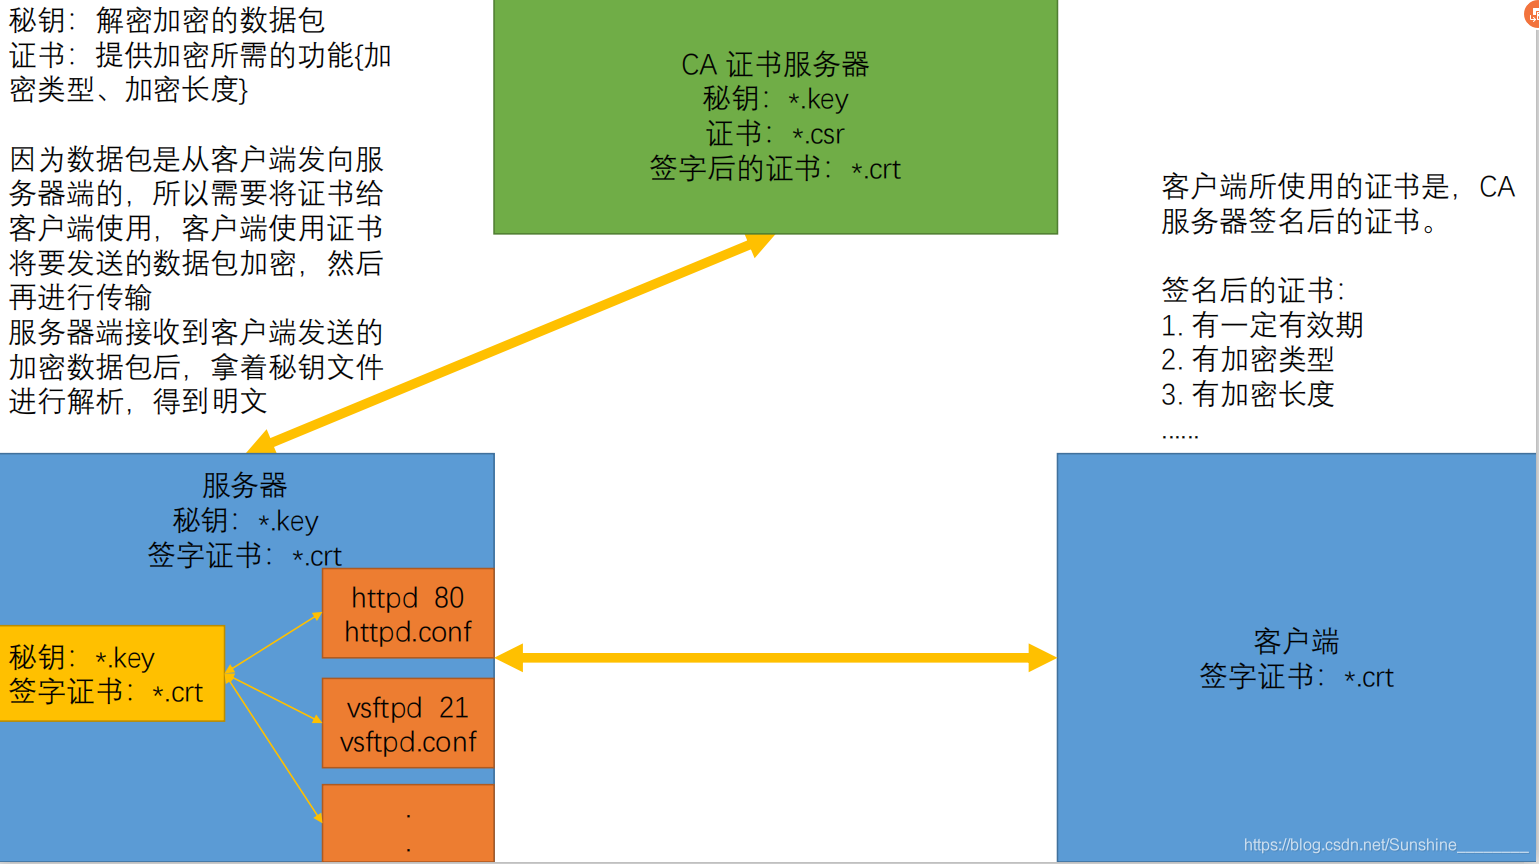 秘钥：解密加密的数据包
证书：提供加密所需的功能{加
密类型、加密长度}
因为数据包是从客户端发向服
务器端的，所以需要将证书给
客户端使用，客户端使用证书
将要发送的数据包加密，然后
再进行传输
服务器端接收到客户端发送的
加密数据包后，拿着秘钥文件
进行解析，得到明文
CA 证书服务器
秘钥：*.key
证书：*.csr
签字后的证书：*.crt
客户端所使用的证书是，CA
服务器签名后的证书。
签名后的证书：
1. 有一定有效期
2. 有加密类型
3. 有加密长度
......
服务器
秘钥：*.key
签字证书：*.crt
秘钥：*.key
签字证书：*.crt
httpd 80
httpd.conf
vsftpd 21
vsftpd.conf
.
.
客户端
签字证书：*.crt
https://blog.csdn.net/Sunshine________